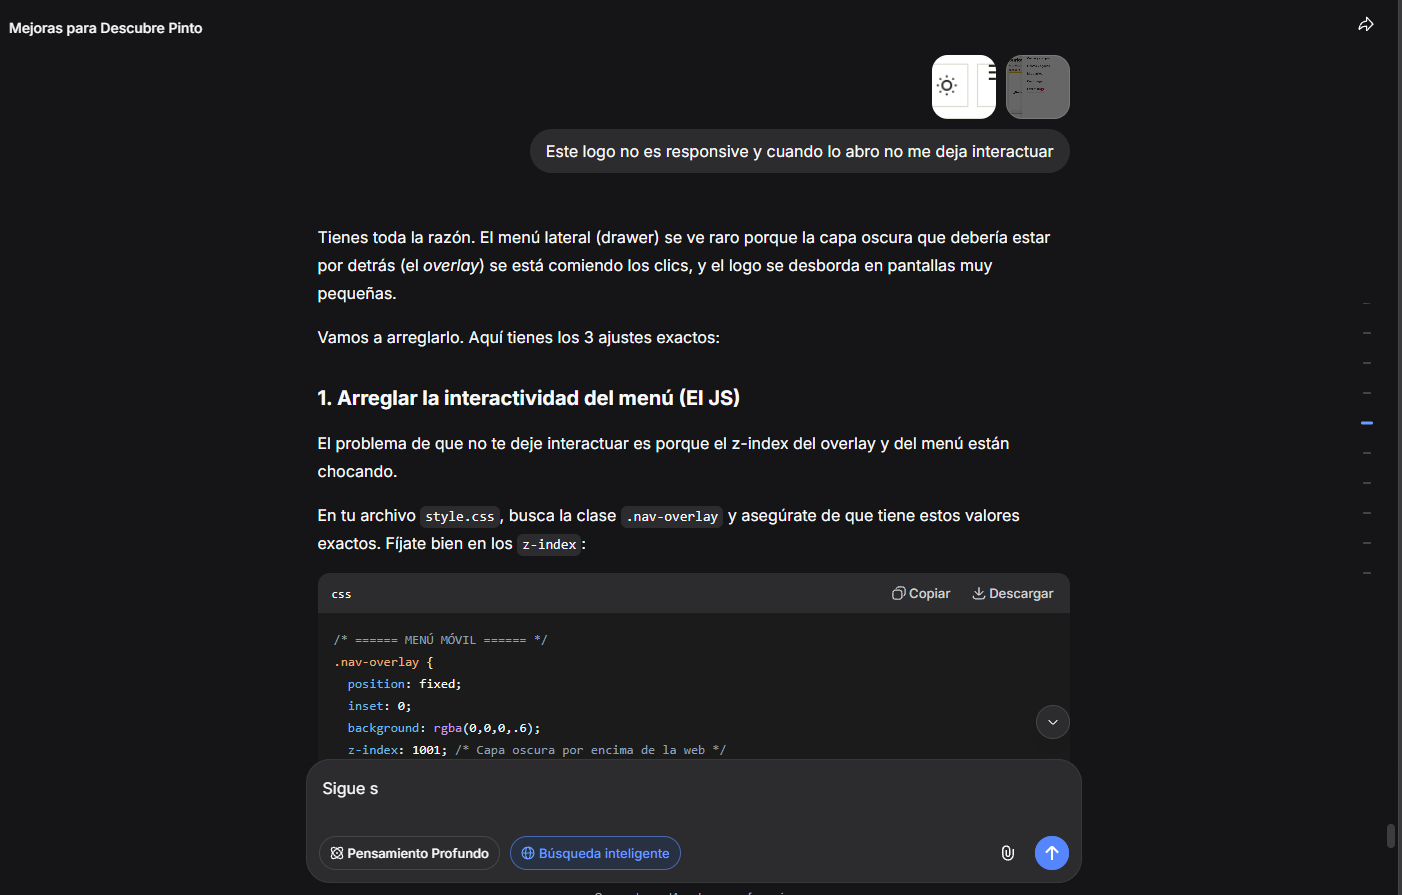 Mejoras para Descubre Pinto
Este logo no es responsive y cuando lo abro no me deja interactuar
Tienes toda la razón. El menú lateral (drawer) se ve raro porque la capa oscura que debería estar
por detrás (el overlay) se está comiendo los clics, y el logo se desborda en pantallas muy
pequeñas.
Vamos a arreglarlo. Aquí tienes los 3 ajustes exactos:
1. Arreglar la interactividad del menú (El JS)
El problema de que no te deje interactuar es porque el z-index del overlay y del menú están
chocando.
En tu archivo style.css, busca la clase .nav-overlay y asegúrate de que tiene estos valores
exactos. Fíjate bien en los z-index:
css Copiar Descargar
/* ====== MENÚ MÓVIL ====== */
.nav-overlay {
position: fixed;
inset: 0;
background: rgba(0,0,0,.6);
z-index: 1001; /* Capa oscura por encima de la web */
Sigue s
Pensamiento Profundo Búsqueda inteligente